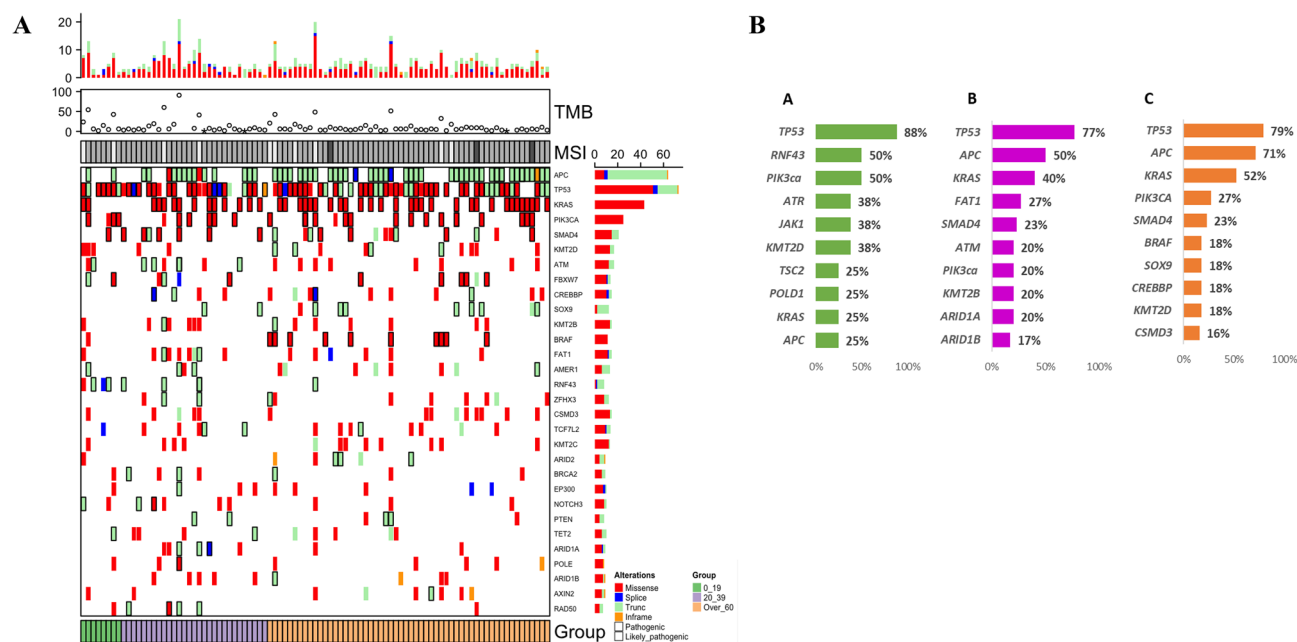 A
B
20
10
0
100
50
0
TMB
MSI
0 20 40 60
APC
TP53
KRAS
PIK3CA
SMAD4
KMT2D
ATM
FBXW7
CREBBP
SOX9
KMT2B
BRAF
FAT1
AMER1
RNF43
ZFHX3
CSMD3
TCF7L2
KMT2C
ARID2
BRCA2
EP300
NOTCH3
PTEN
TET2
ARID1A
POLE
ARID1B
AXIN2
RAD50
Group
Alterations
Missense
Splice
Trunc
Inframe
Pathogenic
Likely_pathogenic
Group
0_19
20_39
Over_60
A
TP53 88%
RNF43 50%
PIK3ca 50%
ATR 38%
JAK1 38%
KMT2D 38%
TSC2 25%
POLD1 25%
KRAS 25%
APC 25%
0% 50% 100%
B
TP53 77%
APC 50%
KRAS 40%
FAT1 27%
SMAD4 23%
ATM 20%
PIK3ca 20%
KMT2B 20%
ARID1A 20%
ARID1B 17%
0% 50% 100%
C
TP53 79%
APC 71%
KRAS 52%
PIK3CA 27%
SMAD4 23%
BRAF 18%
SOX9 18%
CREBBP 18%
KMT2D 18%
CSMD3 16%
0% 50% 100%